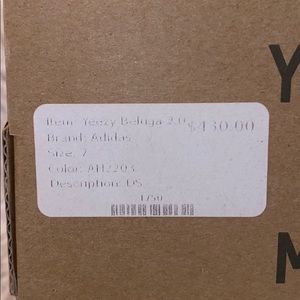 Y
Item: Yeezy Beluga 2.0 $430.00
Brand: Adidas
Size: 7
Color: AH2203
Description: DS
M